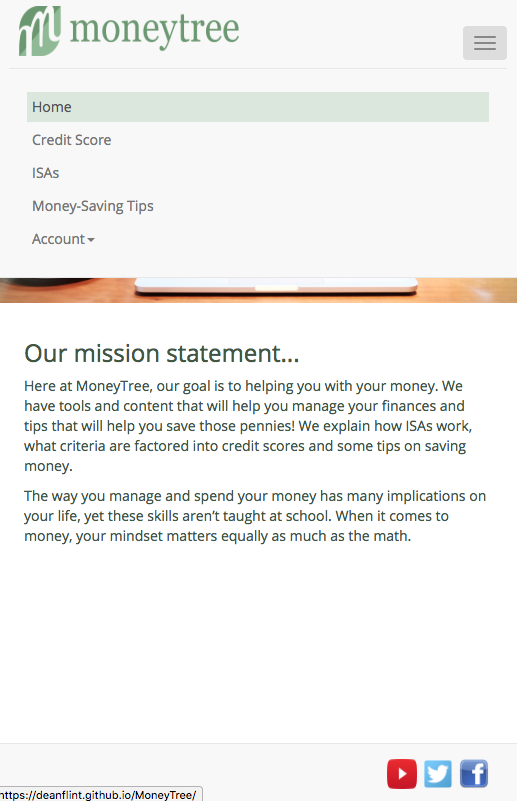 moneytree
Home
Credit Score
ISAs
Money-Saving Tips
Account
Our mission statement...
Here at MoneyTree, our goal is to helping you with your money. We
have tools and content that will help you manage your finances and
tips that will help you save those pennies! We explain how ISAs work,
what criteria are factored into credit scores and some tips on saving
money.
The way you manage and spend your money has many implications on
your life, yet these skills aren’t taught at school. When it comes to
money, your mindset matters equally as much as the math.
https://deanflint.github.io/MoneyTree/